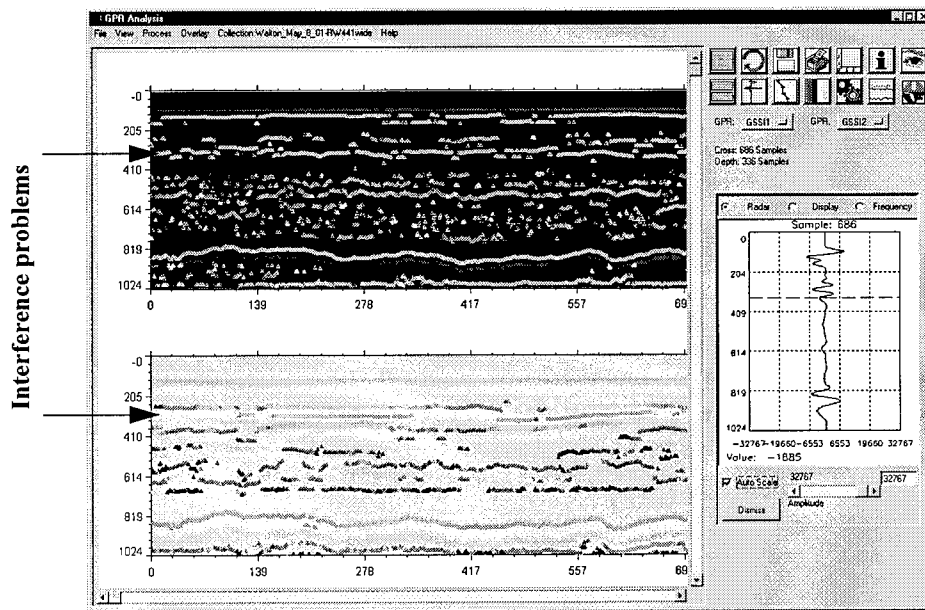 GPR Analysis
File View Process Overlay Collection:Walton_May_8_01-RW441wide Help
GPR: GSSI1 GPR: GSSI2
Cross: 686 Samples
Depth: 336 Samples
Interference problems
-0
205
410
614
819
1024
0 139 278 417 557 69
-0
205
410
614
819
1024
0 139 278 417 557 69
Radar Display Frequency
Sample: 686
0
204
409
614
819
1024
-32767 -19660 -6553 6553 19660 32767
Value: -1885
Auto Scale 32767 32767
Amplitude
Dismiss